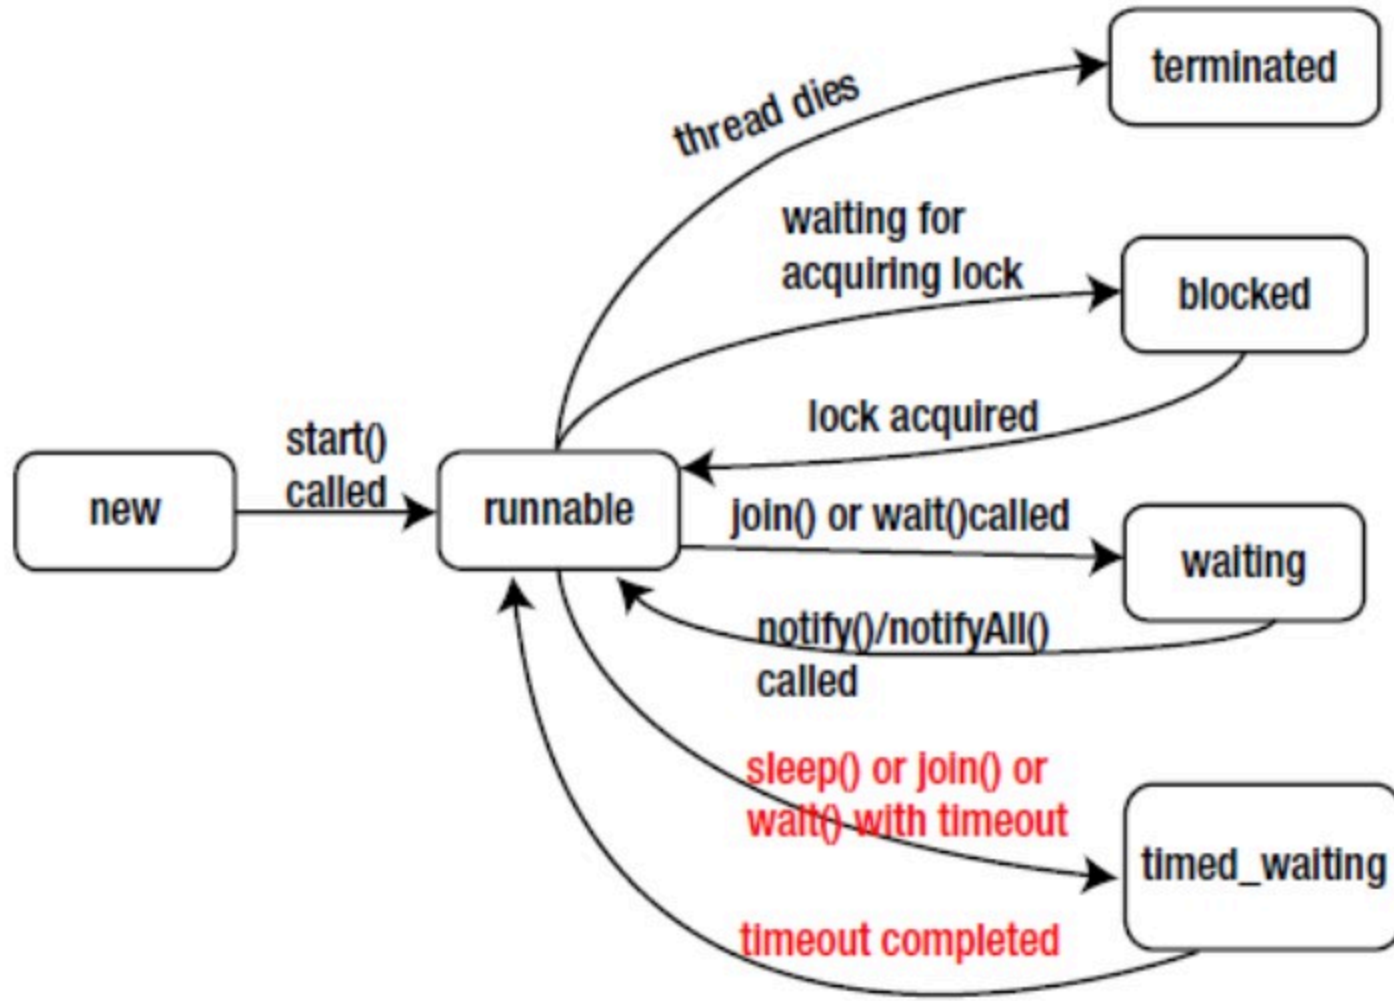 terminated
thread dies
waiting for
acquiring lock
blocked
lock acquired
start()
called
new
runnable
join() or wait()called
waiting
notify()/notifyAll()
called
sleep() or join() or
wait() with timeout
timed_waiting
timeout completed